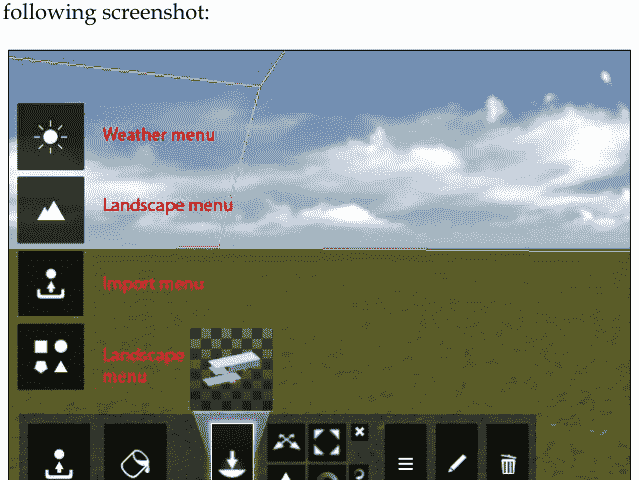 following screenshot:
Weather menu
Landscape menu
Import menu
Landscape
menu